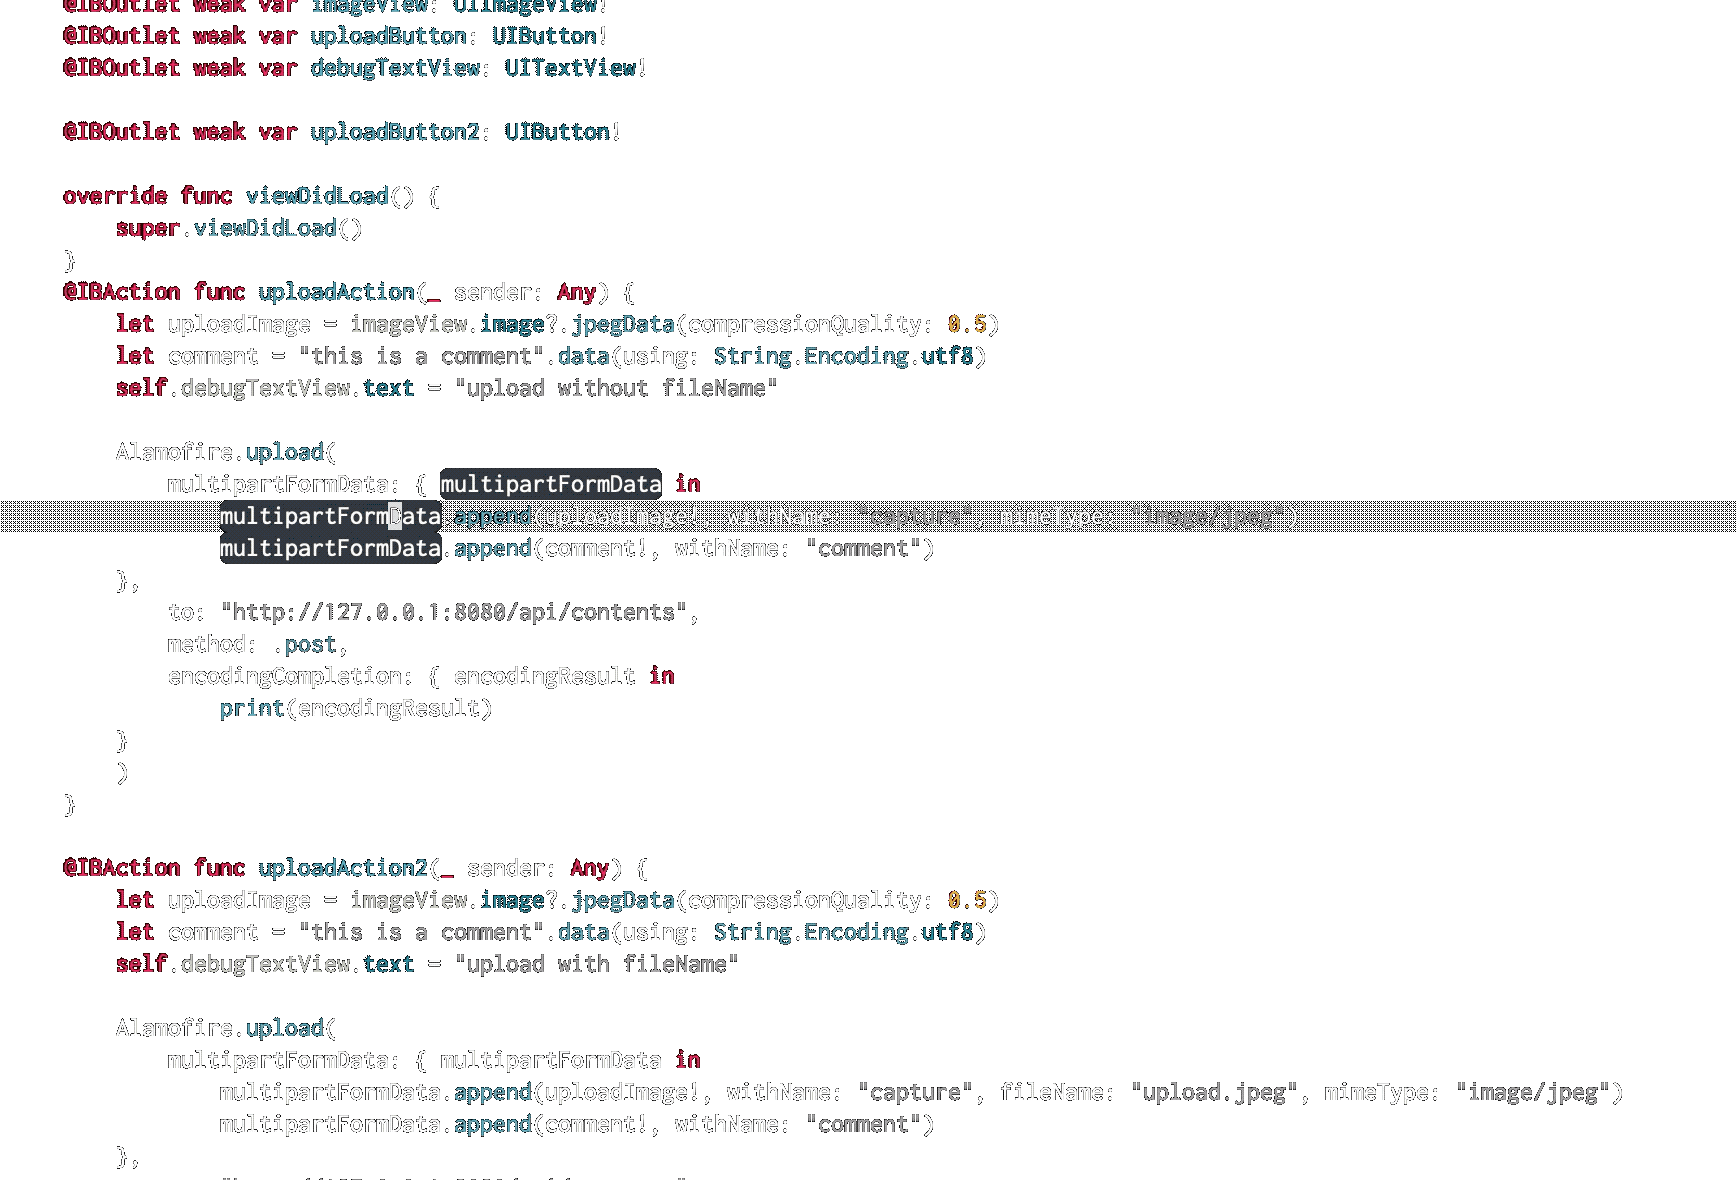 @IBOutlet weak var imageView: UIImageView!
@IBOutlet weak var uploadButton: UIButton!
@IBOutlet weak var debugTextView: UITextView!
@IBOutlet weak var uploadButton2: UIButton!
override func viewDidLoad() {
super.viewDidLoad()
}
@IBAction func uploadAction(_ sender: Any) {
let uploadImage = imageView.image?.jpegData(compressionQuality: 0.5)
let comment = "this is a comment".data(using: String.Encoding.utf8)
self.debugTextView.text = "upload without fileName"
Alamofire.upload(
multipartFormData: { multipartFormData in
multipartFormData.append(uploadImage!, withName: "capture", mimeType: "image/jpeg")
multipartFormData.append(comment!, withName: "comment")
},
to: "http://127.0.0.1:8080/api/contents",
method: .post,
encodingCompletion: { encodingResult in
print(encodingResult)
}
)
}
@IBAction func uploadAction2(_ sender: Any) {
let uploadImage = imageView.image?.jpegData(compressionQuality: 0.5)
let comment = "this is a comment".data(using: String.Encoding.utf8)
self.debugTextView.text = "upload with fileName"
Alamofire.upload(
multipartFormData: { multipartFormData in
multipartFormData.append(uploadImage!, withName: "capture", fileName: "upload.jpeg", mimeType: "image/jpeg")
multipartFormData.append(comment!, withName: "comment")
},